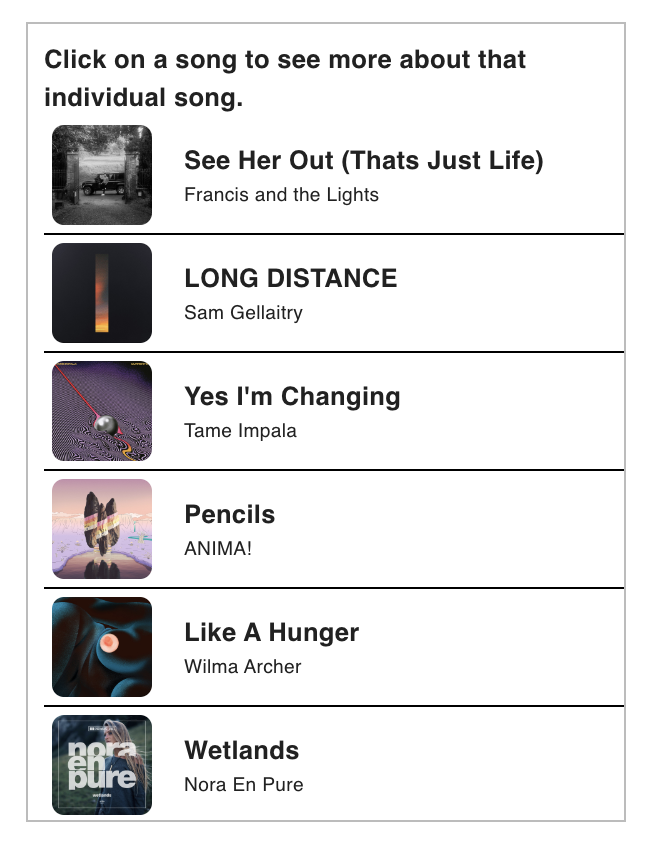 Click on a song to see more about that
individual song.
See Her Out (Thats Just Life)
Francis and the Lights
LONG DISTANCE
Sam Gellaitry
Yes I'm Changing
Tame Impala
Pencils
ANIMA!
Like A Hunger
Wilma Archer
nora
en
pure
wetlands
Wetlands
Nora En Pure